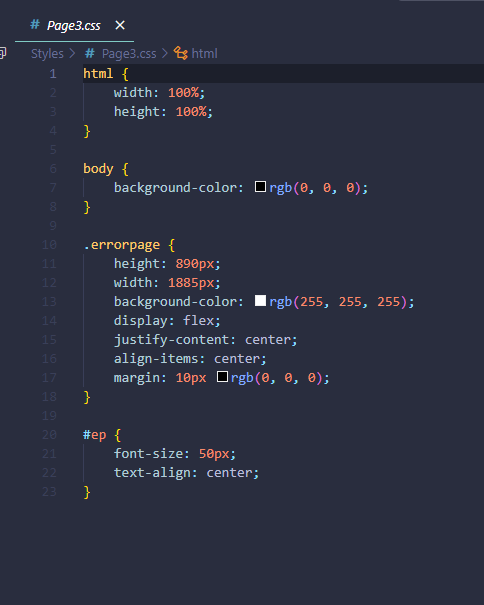 # Page3.css ×
Styles > # Page3.css > html
1 html {
2     width: 100%;
3     height: 100%;
4 }
5
6 body {
7     background-color: rgb(0, 0, 0);
8 }
9
10 .errorpage {
11     height: 890px;
12     width: 1885px;
13     background-color: rgb(255, 255, 255);
14     display: flex;
15     justify-content: center;
16     align-items: center;
17     margin: 10px rgb(0, 0, 0);
18 }
19
20 #ep {
21     font-size: 50px;
22     text-align: center;
23 }